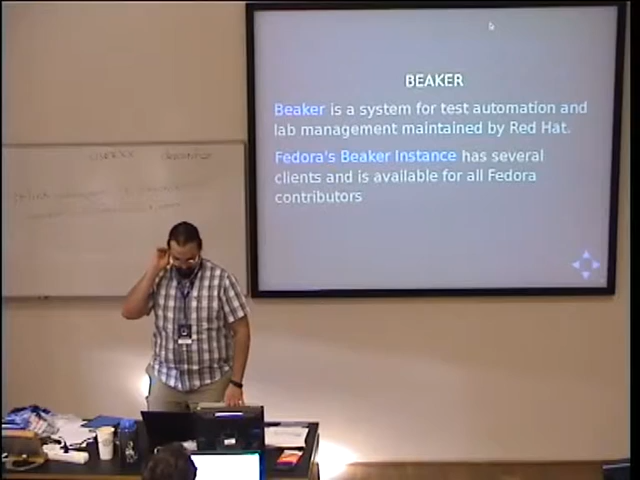 BEAKER
Beaker is a system for test automation and
lab management maintained by Red Hat.
Fedora's Beaker Instance has several
clients and is available for all Fedora
contributors